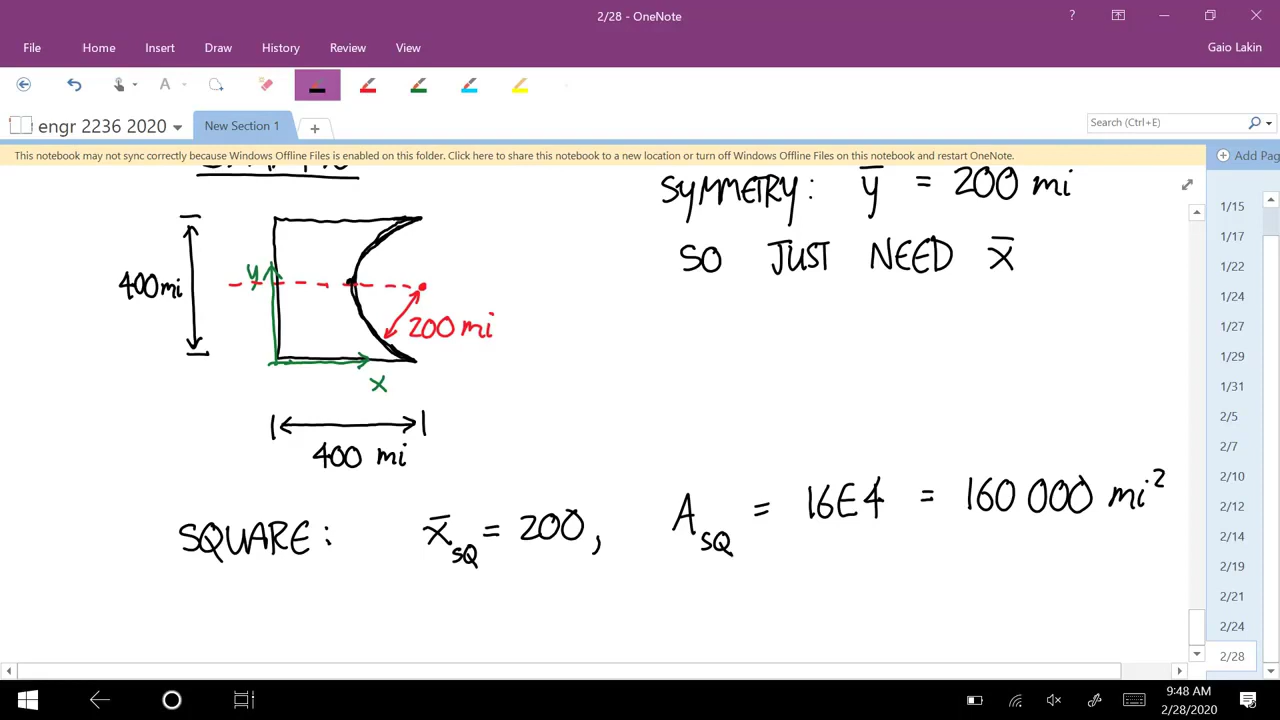 2/28 - OneNote
?
File Home Insert Draw History Review View
Gaio Lakin
A
engr 2236 2020
New Section 1
+
Search (Ctrl+E)
This notebook may not sync correctly because Windows Offline Files is enabled on this folder. Click here to share this notebook to a new location or turn off Windows Offline Files on this notebook and restart OneNote.
Add Pag
SYMMETRY: y̅ = 200 mi
SO JUST NEED x̅
400 mi
y
200 mi
x
400 mi
SQUARE: x̅SQ = 200, ASQ = 16E4 = 160 000 mi²
1/15
1/17
1/22
1/24
1/27
1/29
1/31
2/5
2/7
2/10
2/12
2/14
2/19
2/21
2/24
2/28
9:48 AM
2/28/2020